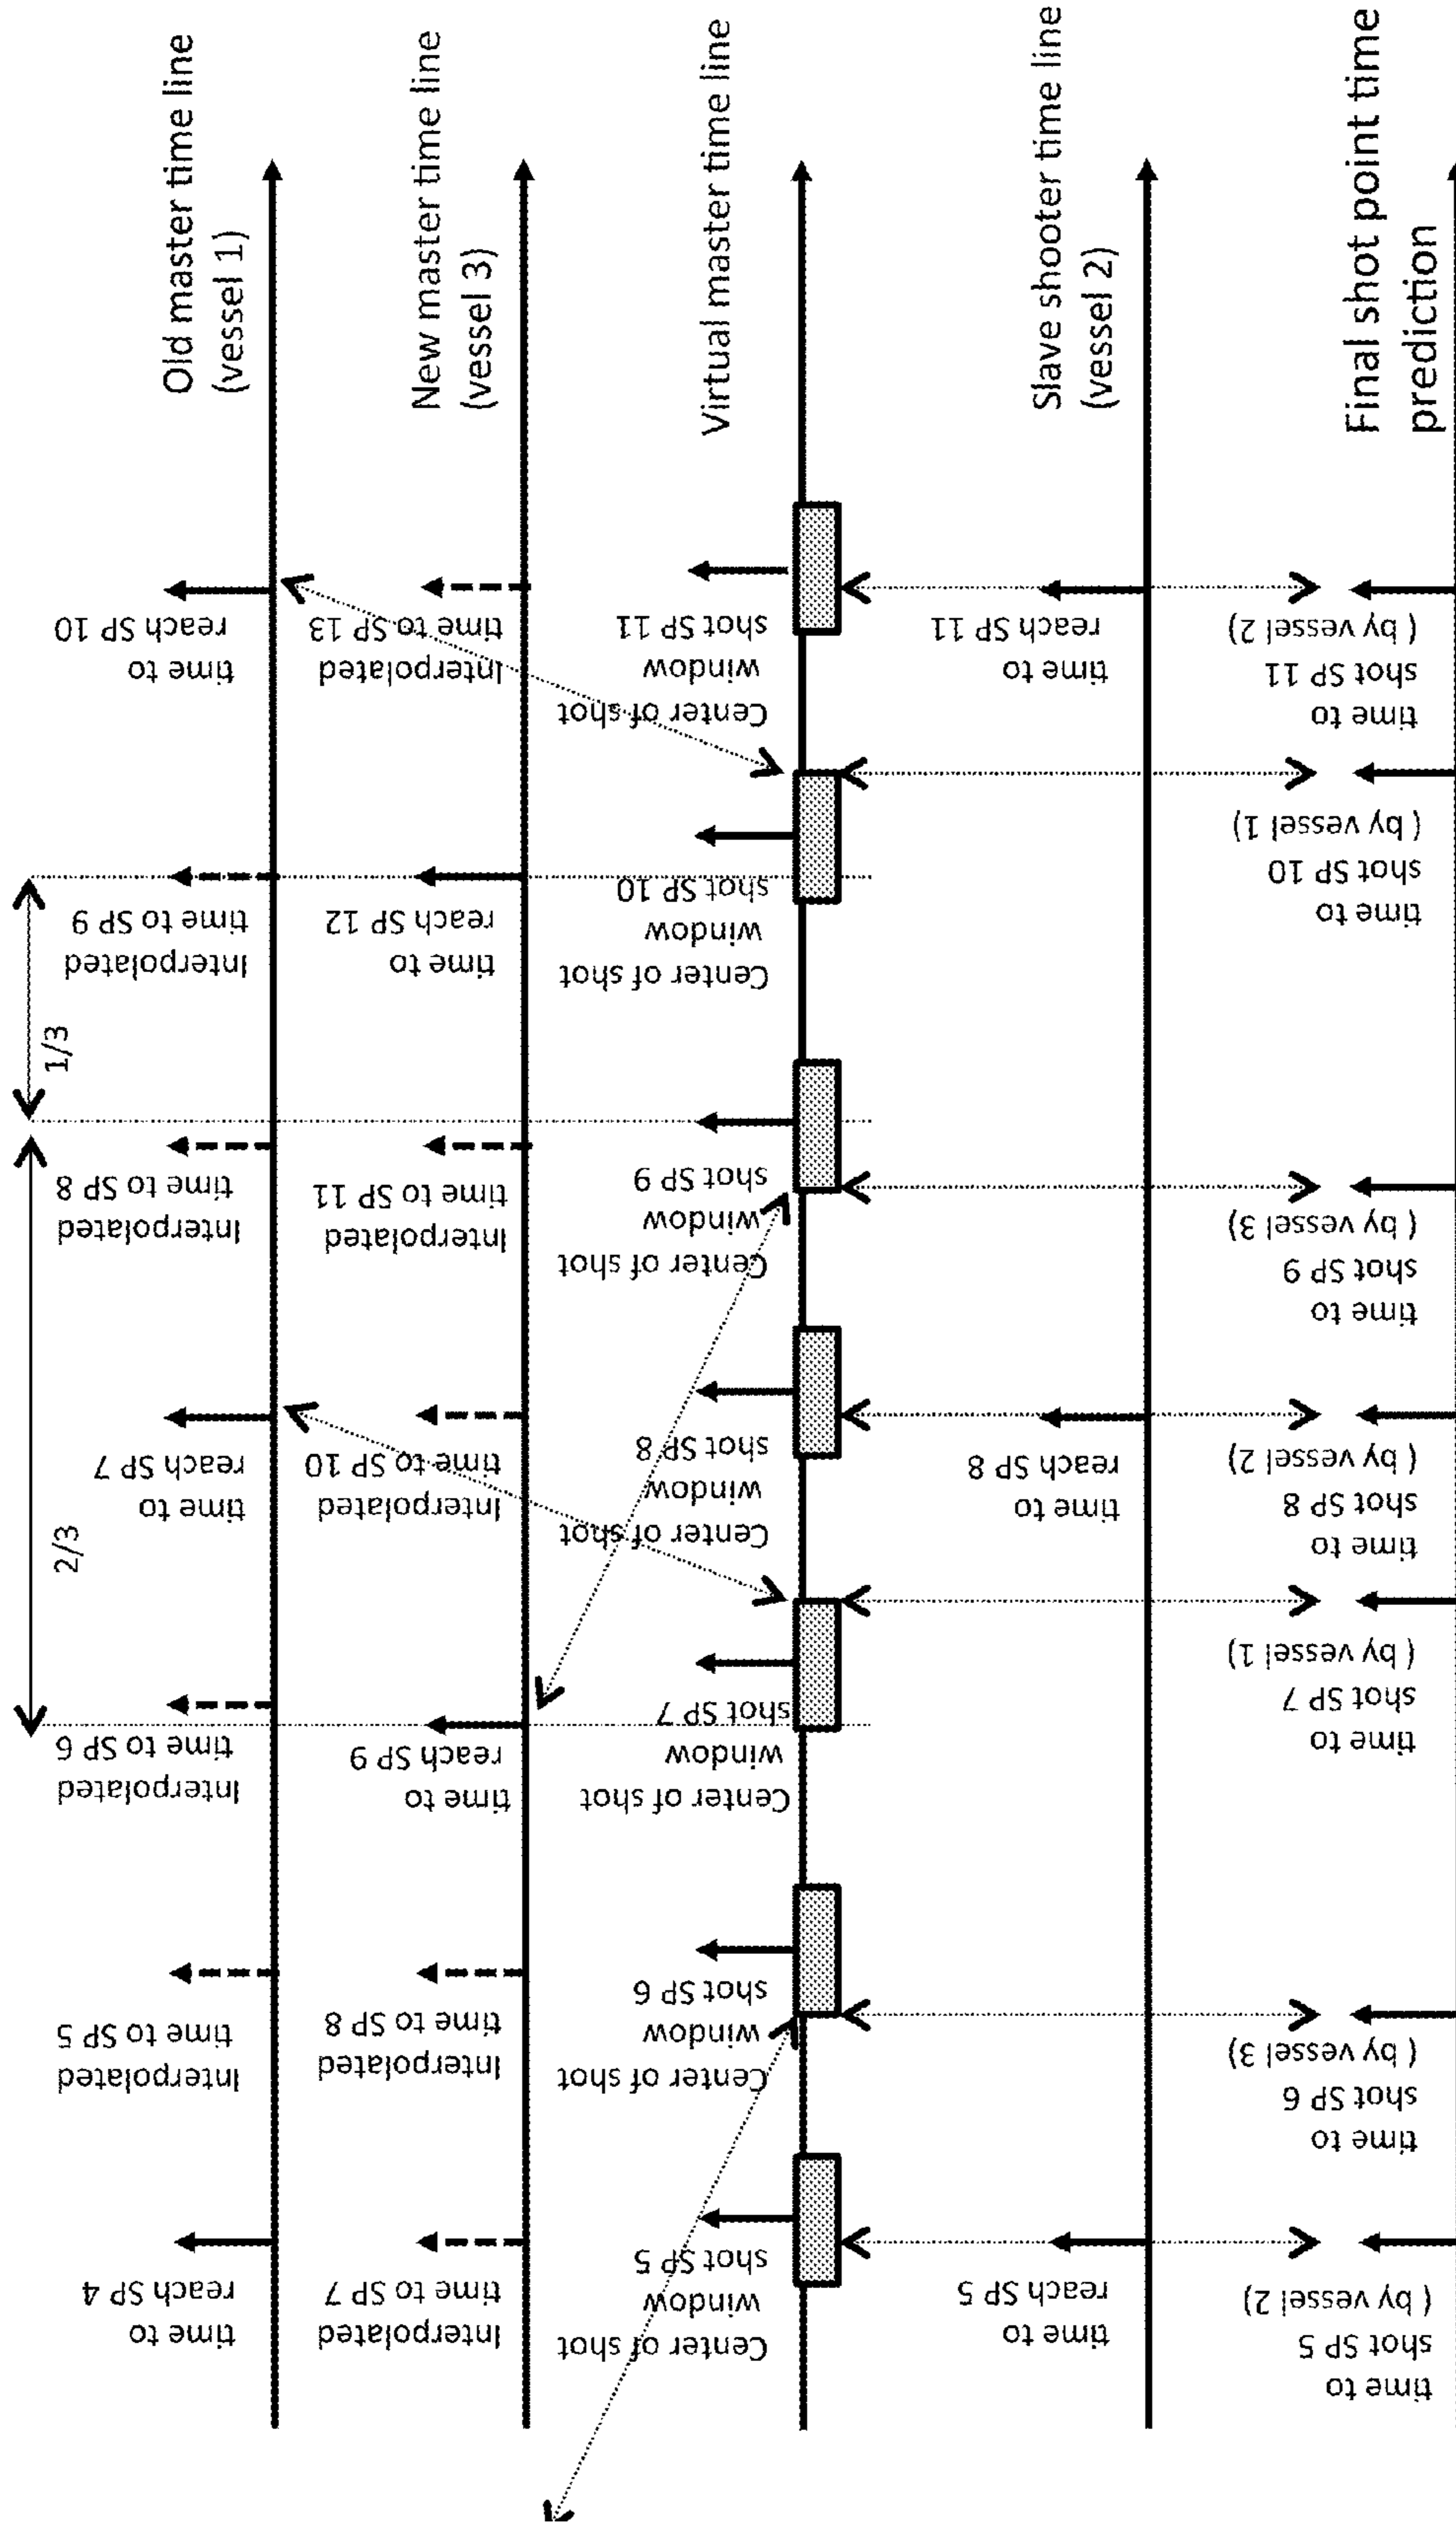 Old master time line
(vessel 1)
New master time line
(vessel 3)
Virtual master time line
Slave shooter time line
(vessel 2)
Final shot point time
prediction
2/3
1/3
time to
reach SP 4
Interpolated
time to SP 5
Interpolated
time to SP 6
time to
reach SP 7
Interpolated
time to SP 8
Interpolated
time to SP 9
time to
reach SP 10
Interpolated
time to SP 7
Interpolated
time to SP 8
time to
reach SP 9
Interpolated
time to SP 10
Interpolated
time to SP 11
time to
reach SP 12
Interpolated
time to SP 13
Center of shot
window
shot SP 5
Center of shot
window
shot SP 6
Center of shot
window
shot SP 7
Center of shot
window
shot SP 8
Center of shot
window
shot SP 9
Center of shot
window
shot SP 10
Center of shot
window
shot SP 11
time to
reach SP 5
time to
reach SP 8
time to
reach SP 11
time to
shot SP 5
( by vessel 2)
time to
shot SP 6
( by vessel 3)
time to
shot SP 7
( by vessel 1)
time to
shot SP 8
( by vessel 2)
time to
shot SP 9
( by vessel 3)
time to
shot SP 10
( by vessel 1)
time to
shot SP 11
( by vessel 2)